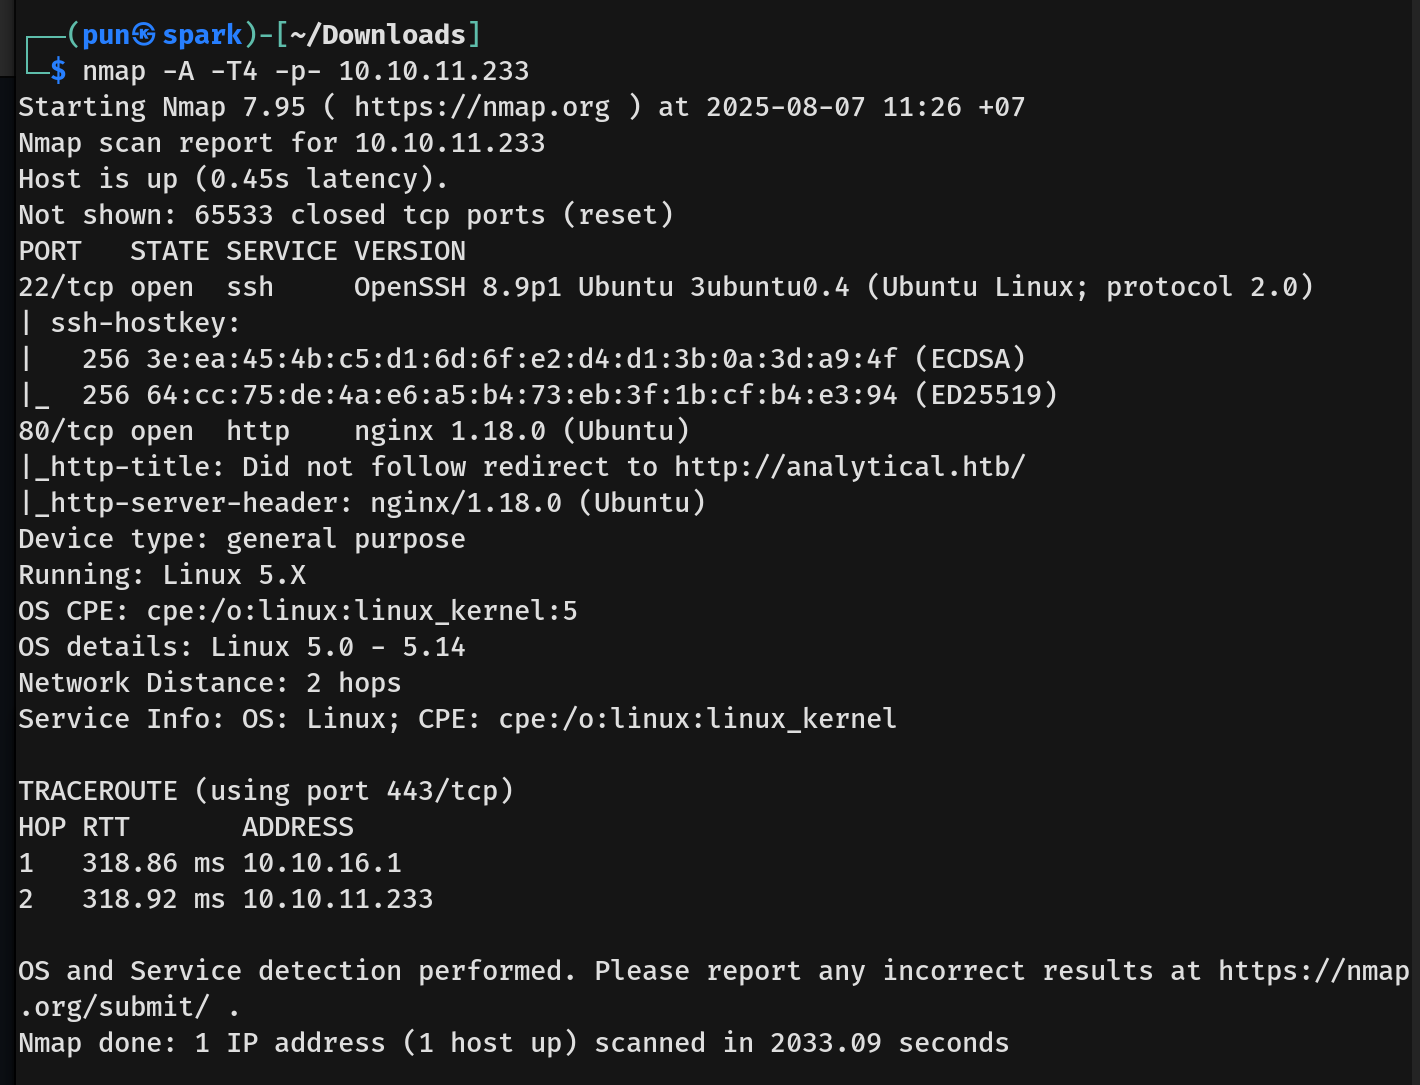 ┌──(pun㉿spark)-[~/Downloads]
└─$ nmap -A -T4 -p- 10.10.11.233
Starting Nmap 7.95 ( https://nmap.org ) at 2025-08-07 11:26 +07
Nmap scan report for 10.10.11.233
Host is up (0.45s latency).
Not shown: 65533 closed tcp ports (reset)
PORT   STATE SERVICE VERSION
22/tcp open  ssh     OpenSSH 8.9p1 Ubuntu 3ubuntu0.4 (Ubuntu Linux; protocol 2.0)
| ssh-hostkey:
|   256 3e:ea:45:4b:c5:d1:6d:6f:e2:d4:d1:3b:0a:3d:a9:4f (ECDSA)
|_  256 64:cc:75:de:4a:e6:a5:b4:73:eb:3f:1b:cf:b4:e3:94 (ED25519)
80/tcp open  http    nginx 1.18.0 (Ubuntu)
|_http-title: Did not follow redirect to http://analytical.htb/
|_http-server-header: nginx/1.18.0 (Ubuntu)
Device type: general purpose
Running: Linux 5.X
OS CPE: cpe:/o:linux:linux_kernel:5
OS details: Linux 5.0 - 5.14
Network Distance: 2 hops
Service Info: OS: Linux; CPE: cpe:/o:linux:linux_kernel

TRACEROUTE (using port 443/tcp)
HOP RTT       ADDRESS
1   318.86 ms 10.10.16.1
2   318.92 ms 10.10.11.233

OS and Service detection performed. Please report any incorrect results at https://nmap
.org/submit/ .
Nmap done: 1 IP address (1 host up) scanned in 2033.09 seconds